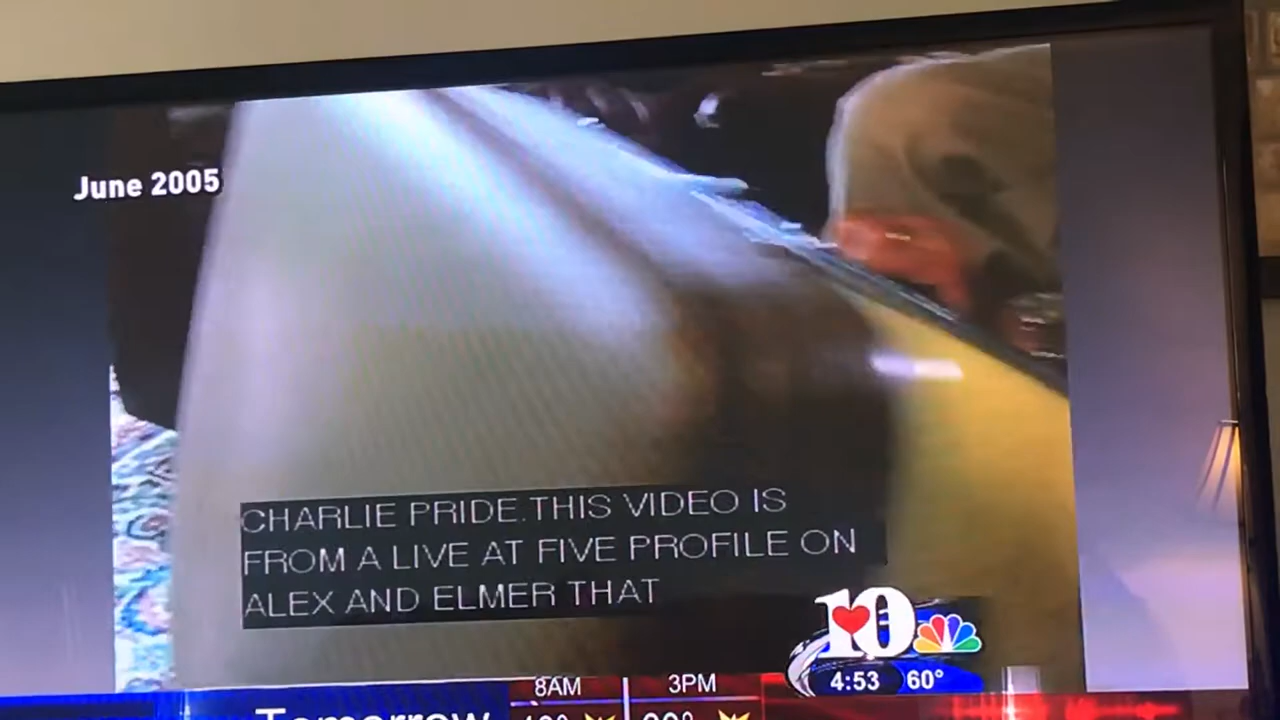 June 2005
CHARLIE PRIDE.THIS VIDEO IS
FROM A LIVE AT FIVE PROFILE ON
ALEX AND ELMER THAT
10
4:53 60°
8AM 3PM
Tomorrow